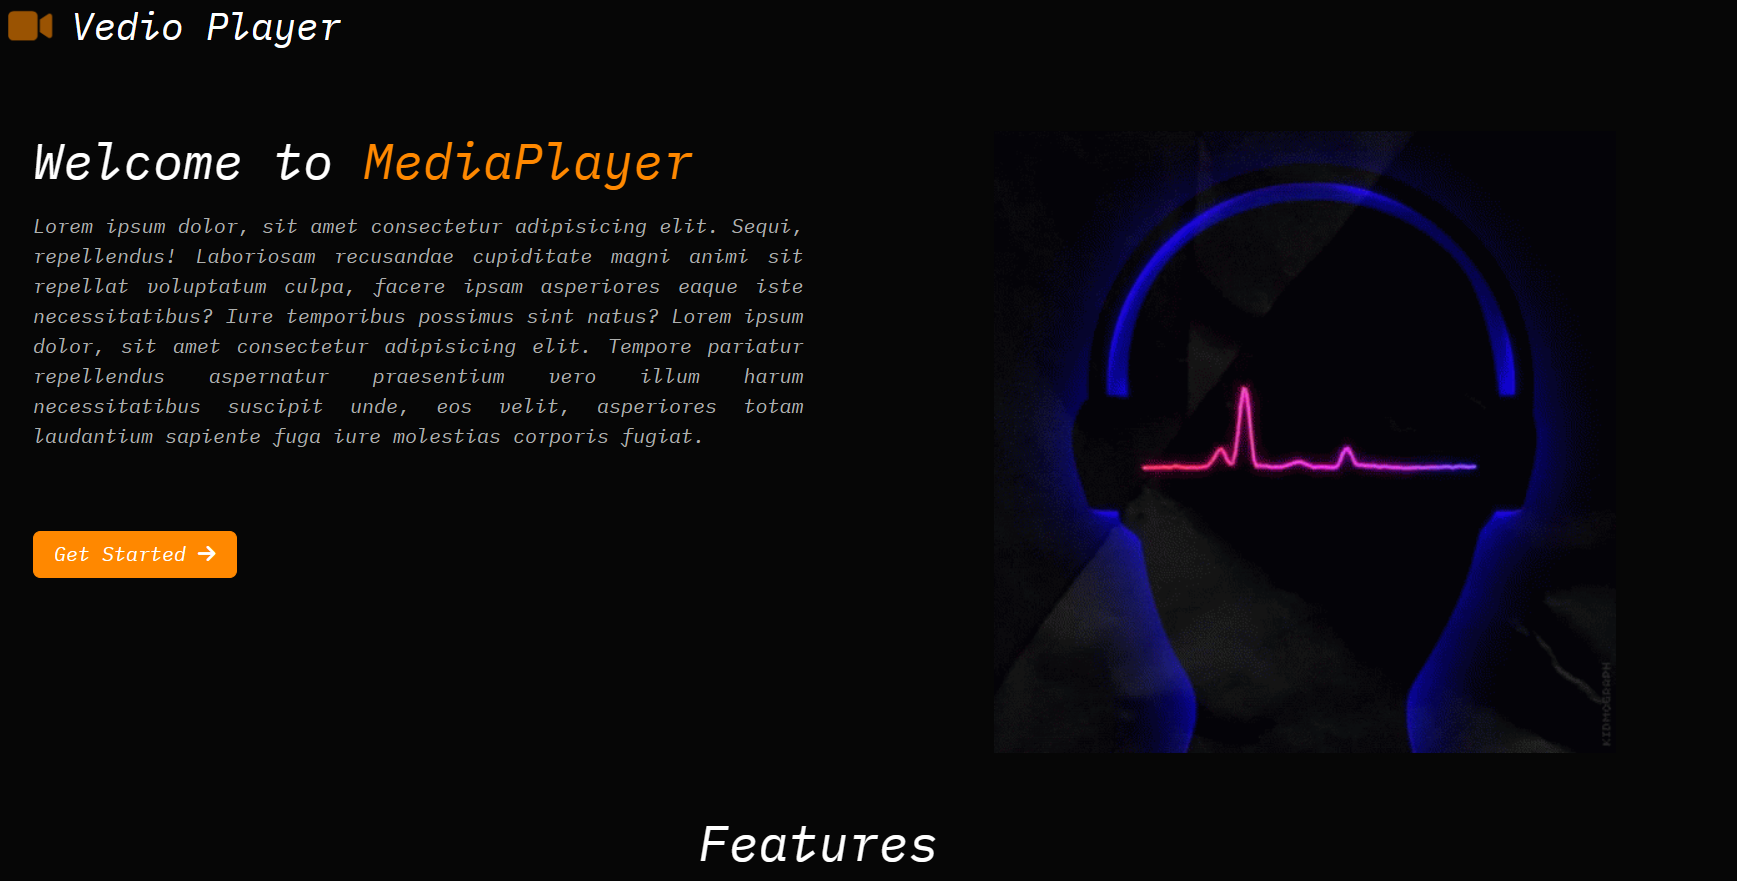 Vedio Player
Welcome to MediaPlayer
Lorem ipsum dolor, sit amet consectetur adipisicing elit. Sequi,
repellendus! Laboriosam recusandae cupiditate magni animi sit
repellat voluptatum culpa, facere ipsam asperiores eaque iste
necessitatibus? Iure temporibus possimus sint natus? Lorem ipsum
dolor, sit amet consectetur adipisicing elit. Tempore pariatur
repellendus aspernatur praesentium vero illum harum
necessitatibus suscipit unde, eos velit, asperiores totam
laudantium sapiente fuga iure molestias corporis fugiat.
Get Started →
KIDMOGRAPH
Features